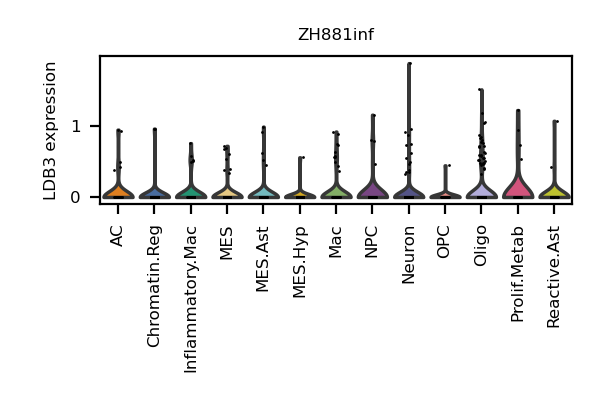 ZH881inf
LDB3 expression
1
0
AC
Chromatin.Reg
Inflammatory.Mac
MES
MES.Ast
MES.Hyp
Mac
NPC
Neuron
OPC
Oligo
Prolif.Metab
Reactive.Ast